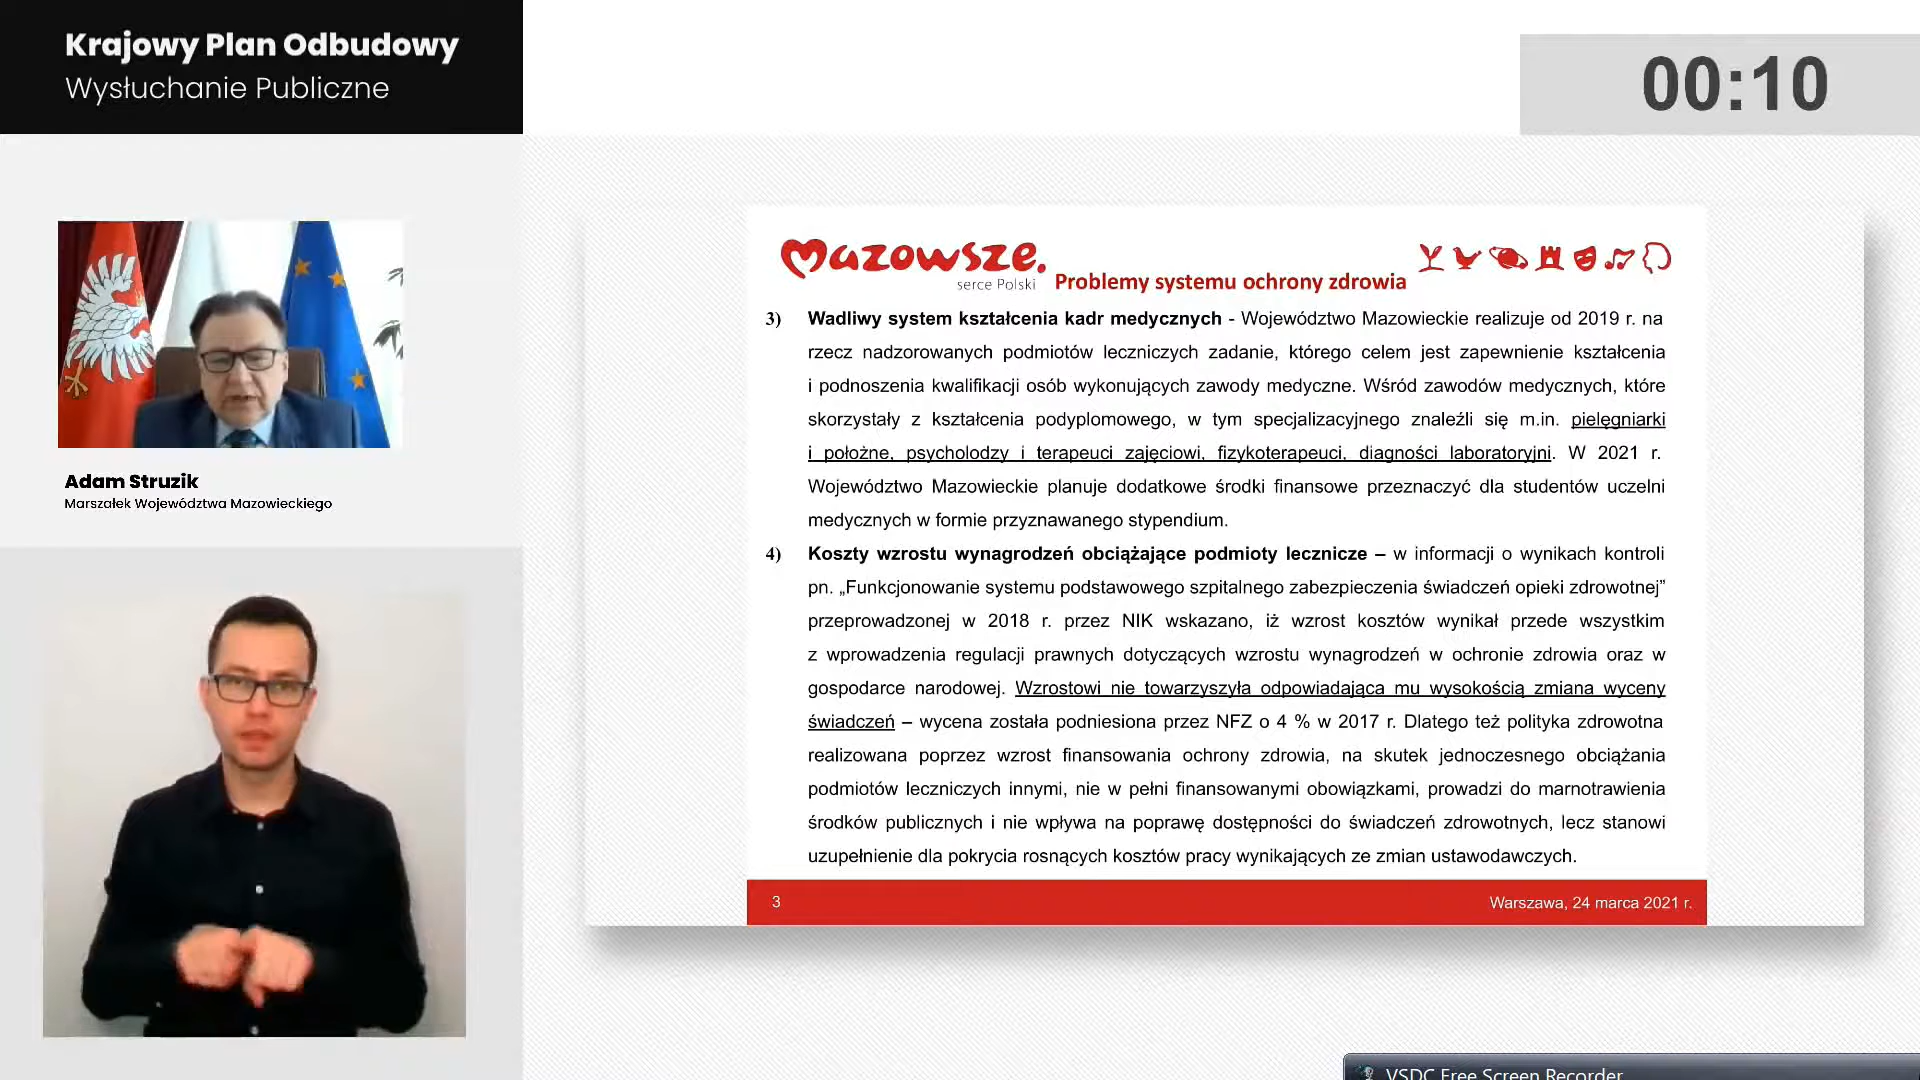 Krajowy Plan Odbudowy
Wysłuchanie Publiczne
00:10
Adam Struzik
Marszałek Województwa Mazowieckiego
mazowsze.
serce Polski
Problemy systemu ochrony zdrowia
3) Wadliwy system kształcenia kadr medycznych - Województwo Mazowieckie realizuje od 2019 r. na
rzecz nadzorowanych podmiotów leczniczych zadanie, którego celem jest zapewnienie kształcenia
i podnoszenia kwalifikacji osób wykonujących zawody medyczne. Wśród zawodów medycznych, które
skorzystały z kształcenia podyplomowego, w tym specjalizacyjnego znaleźli się m.in. pielęgniarki
i położne, psycholodzy i terapeuci zajęciowi, fizykoterapeuci, diagności laboratoryjni. W 2021 r.
Województwo Mazowieckie planuje dodatkowe środki finansowe przeznaczyć dla studentów uczelni
medycznych w formie przyznawanego stypendium.
4) Koszty wzrostu wynagrodzeń obciążające podmioty lecznicze – w informacji o wynikach kontroli
pn. „Funkcjonowanie systemu podstawowego szpitalnego zabezpieczenia świadczeń opieki zdrowotnej”
przeprowadzonej w 2018 r. przez NIK wskazano, iż wzrost kosztów wynikał przede wszystkim
z wprowadzenia regulacji prawnych dotyczących wzrostu wynagrodzeń w ochronie zdrowia oraz w
gospodarce narodowej. Wzrostowi nie towarzyszyła odpowiadająca mu wysokością zmiana wyceny
świadczeń – wycena została podniesiona przez NFZ o 4 % w 2017 r. Dlatego też polityka zdrowotna
realizowana poprzez wzrost finansowania ochrony zdrowia, na skutek jednoczesnego obciążania
podmiotów leczniczych innymi, nie w pełni finansowanymi obowiązkami, prowadzi do marnotrawienia
środków publicznych i nie wpływa na poprawę dostępności do świadczeń zdrowotnych, lecz stanowi
uzupełnienie dla pokrycia rosnących kosztów pracy wynikających ze zmian ustawodawczych.
3
Warszawa, 24 marca 2021 r.
VSDC Free Screen Recorder